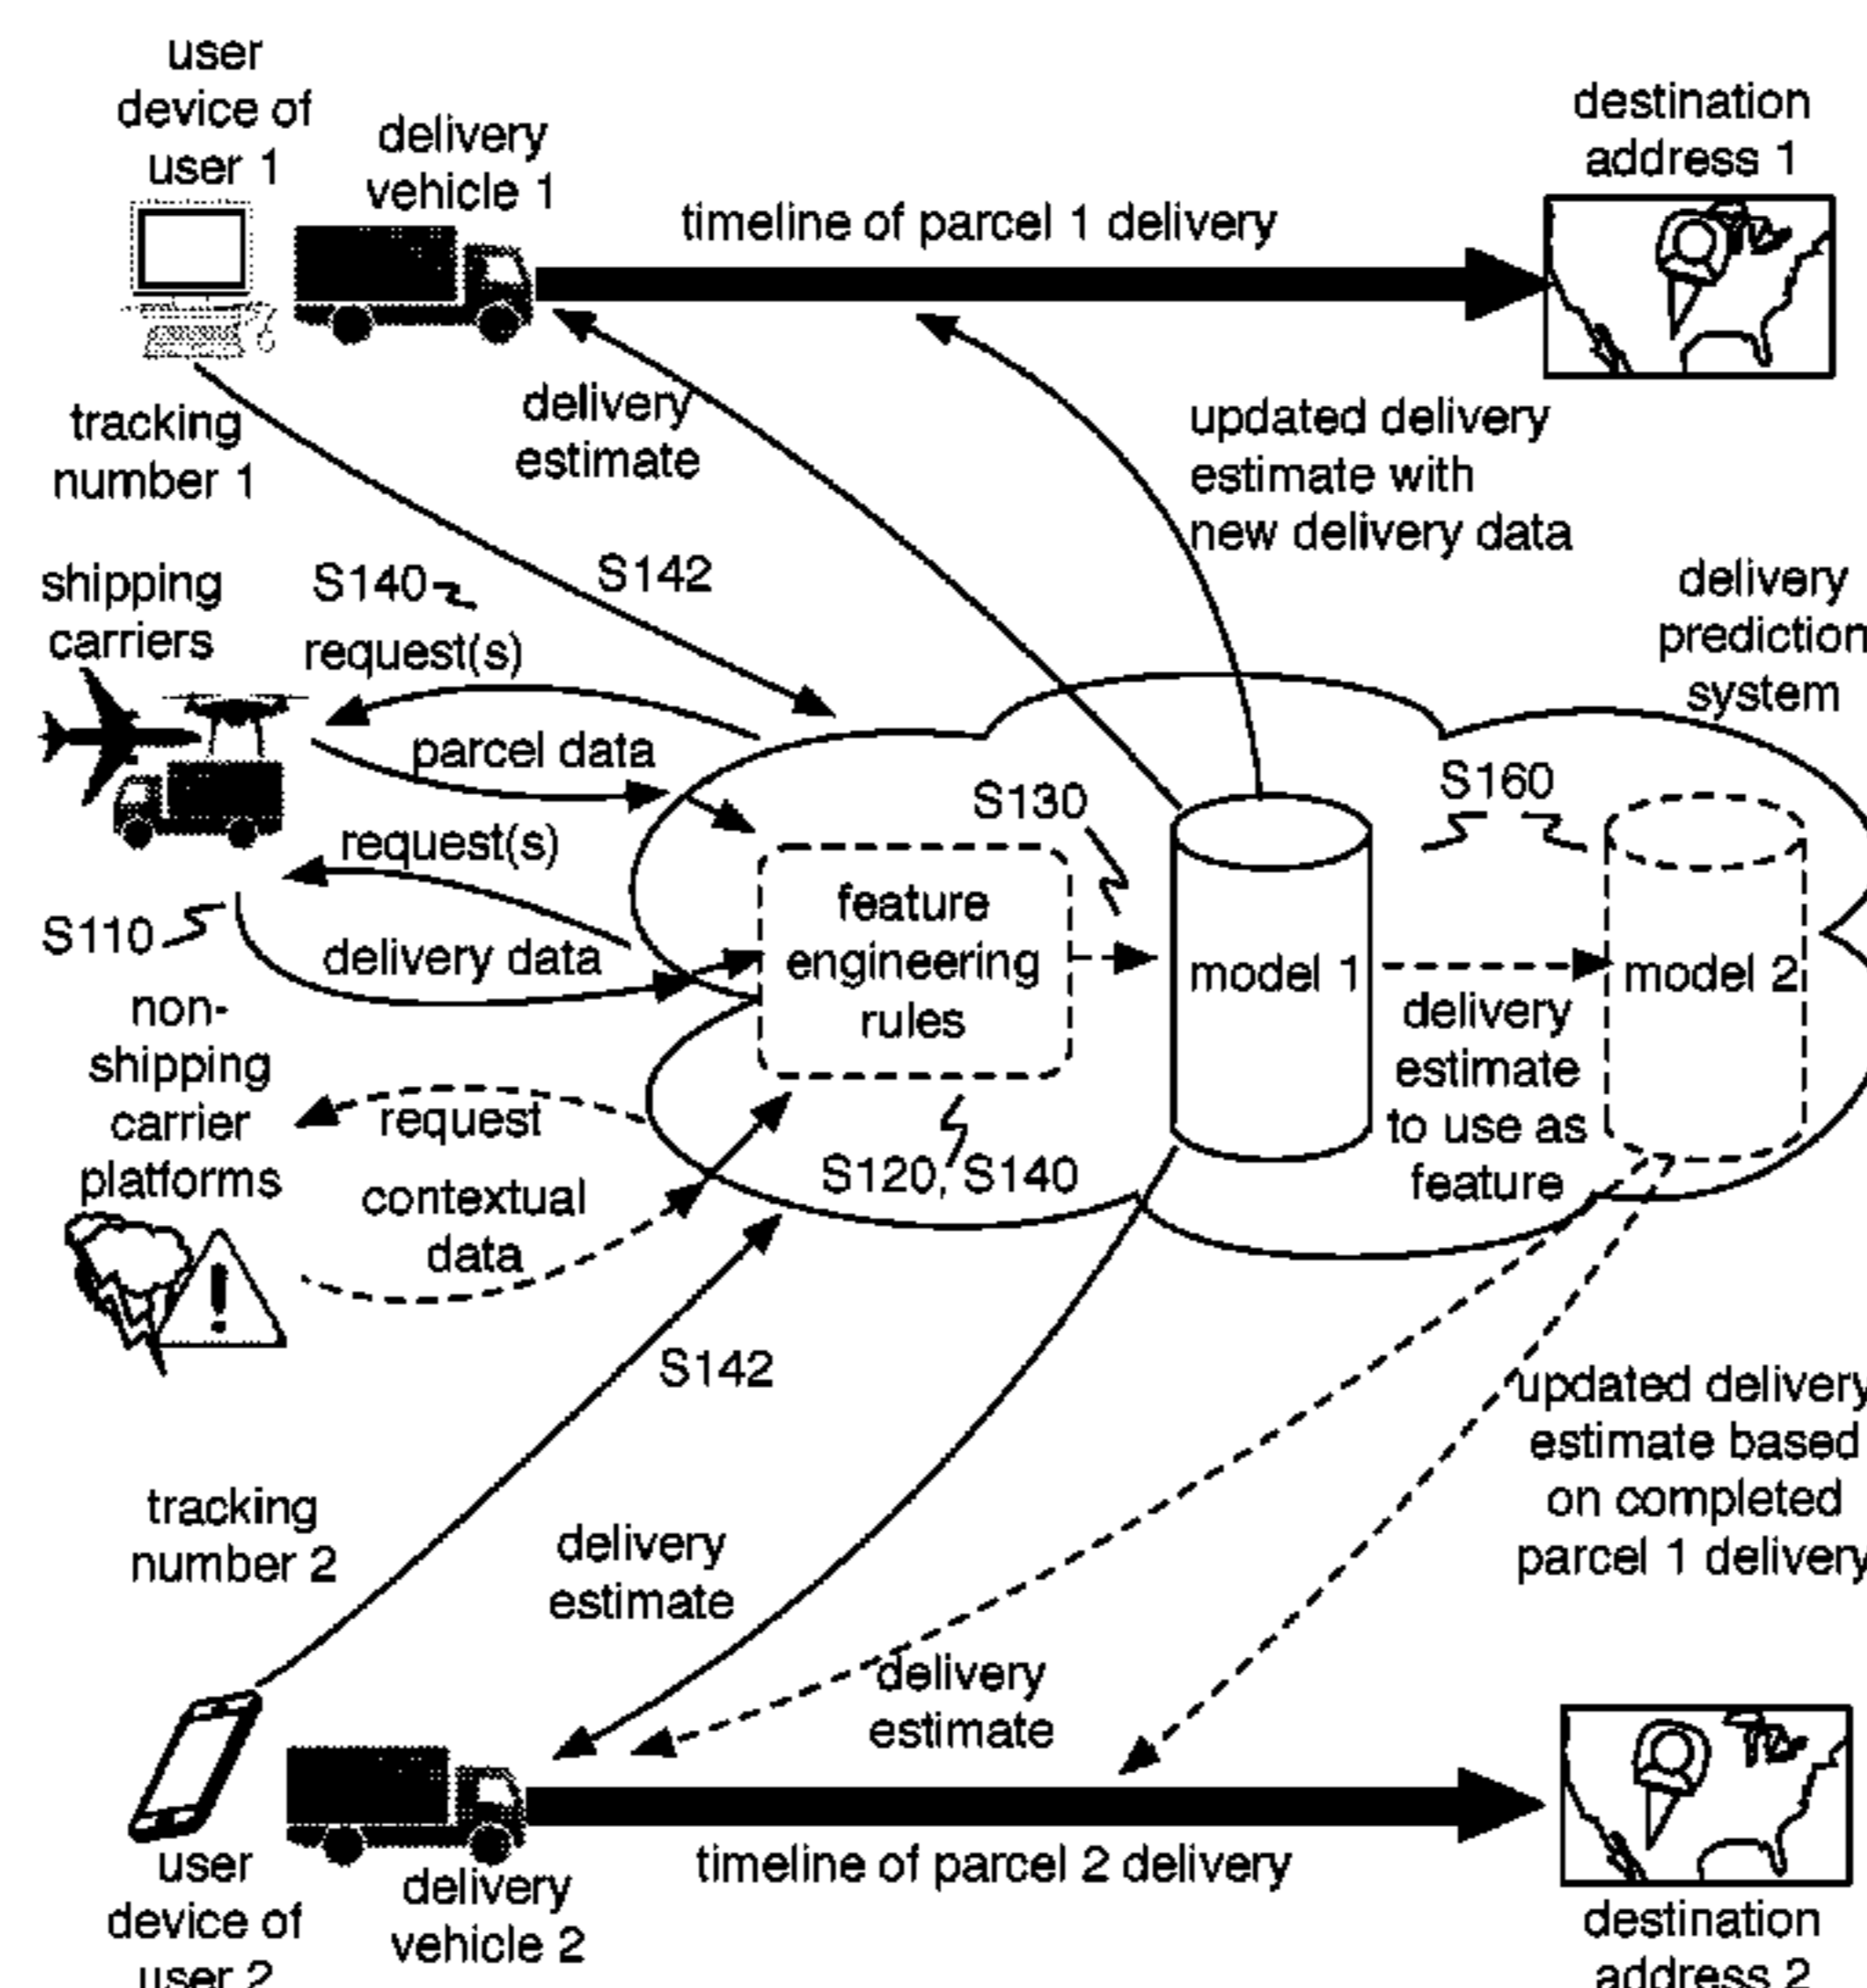 user
device of
user 1
delivery
vehicle 1
timeline of parcel 1 delivery
destination
address 1
tracking
number 1
delivery
estimate
updated delivery
estimate with
new delivery data
S142
shipping
carriers
S140
request(s)
parcel data
delivery
prediction
system
request(s)
S110
delivery data
S130
S160
feature
engineering
rules
model 1
model 2
delivery
estimate
to use as
feature
non-
shipping
carrier
platforms
request
contextual
data
S120, S140
!
S142
tracking
number 2
delivery
estimate
updated delivery
estimate based
on completed
parcel 1 delivery
delivery
estimate
timeline of parcel 2 delivery
user
device of
user 2
delivery
vehicle 2
destination
address 2